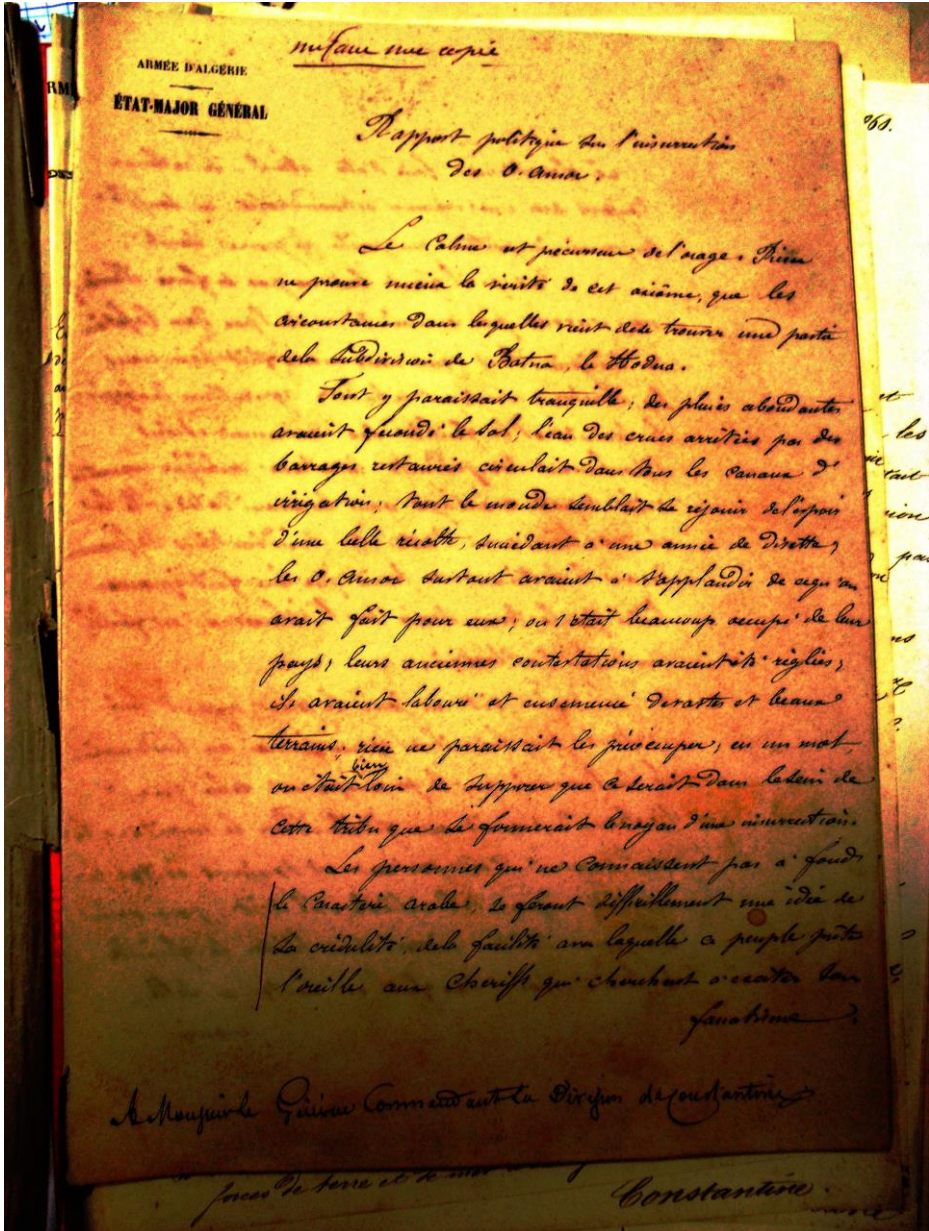 une copie
ARMÉE D'ALGÉRIE
ÉTAT-MAJOR GÉNÉRAL
Rapport politique sur l'insurrection
des O. Amor.
Le Calme est précurseur de l'orage. Rien
ne prouve mieux la vérité de cet axiôme, que les
circonstances dans lesquelles vient de se trouver une partie
de la Subdivision de Batna, le Hodna.
Tout y paraissait tranquille; des pluies abondantes
avaient fécondé le sol; l'eau des crues arrêtées par des
barrages restaurés circulait dans tous les canaux d'
irrigation; tout le monde semblait se réjouir de l'espoir
d'une belle récolte, succédant à une année de disette;
les O. Amor surtout avaient à s'applaudir de ce qu'on
avait fait pour eux; on s'était beaucoup occupé de leur
pays; leurs anciennes contestations avaient été réglées;
ils avaient labouré et ensemencé de vastes et beaux
terrains; rien ne paraissait les préoccuper; en un mot
on était bien loin de supposer que ce serait dans le sein de
cette tribu que se formerait le noyau d'une insurrection.
Les personnes qui ne connaissent pas à fond
le caractère arabe, se feront difficilement une idée de
sa crédulité, de la facilité avec laquelle ce peuple prête
l'oreille aux Chériffs qui cherchent à exciter son
fanatisme.
A Monsieur le Général Commandant la Division de Constantine
forces de terre et de mer
Constantine